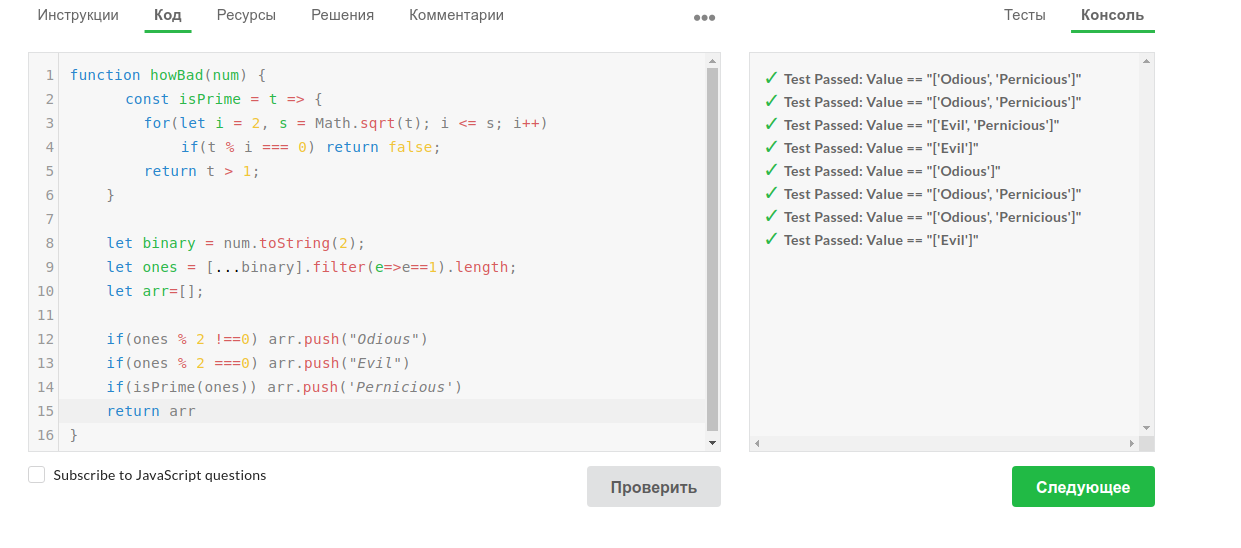 Инструкции Код Ресурсы Решения Комментарии ••• Тесты Консоль
1 function howBad(num) {
2 const isPrime = t => {
3 for(let i = 2, s = Math.sqrt(t); i <= s; i++)
4 if(t % i === 0) return false;
5 return t > 1;
6 }
7
8 let binary = num.toString(2);
9 let ones = [...binary].filter(e=>e==1).length;
10 let arr=[];
11
12 if(ones % 2 !==0) arr.push("Odious")
13 if(ones % 2 ===0) arr.push("Evil")
14 if(isPrime(ones)) arr.push('Pernicious')
15 return arr
16 }
✓ Test Passed: Value == "['Odious', 'Pernicious']"
✓ Test Passed: Value == "['Odious', 'Pernicious']"
✓ Test Passed: Value == "['Evil', 'Pernicious']"
✓ Test Passed: Value == "['Evil']"
✓ Test Passed: Value == "['Odious']"
✓ Test Passed: Value == "['Odious', 'Pernicious']"
✓ Test Passed: Value == "['Odious', 'Pernicious']"
✓ Test Passed: Value == "['Evil']"
Subscribe to JavaScript questions
Проверить
Следующее